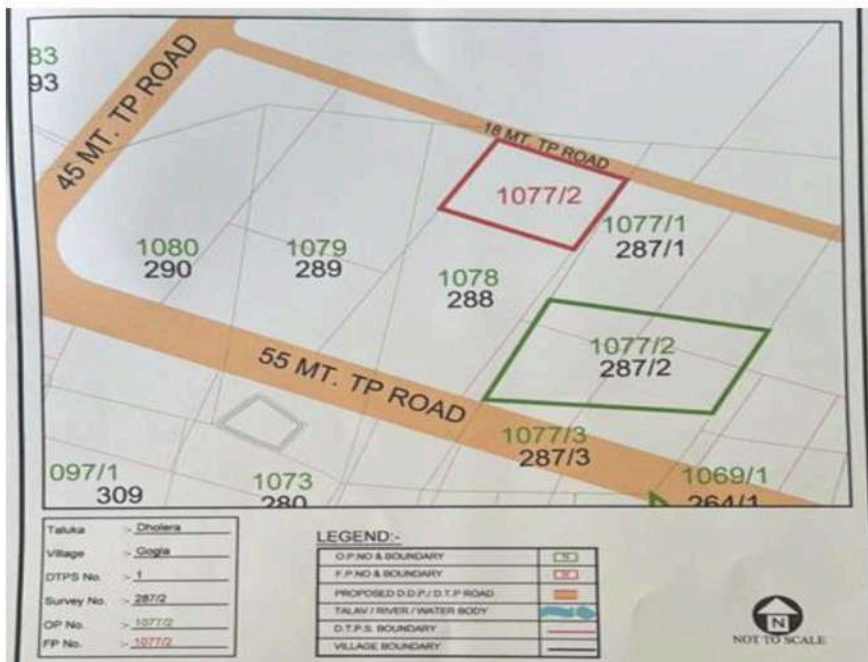 83
93
45 MT. TP ROAD
18 MT. TP ROAD
1077/2
1077/1
287/1
1080
290
1079
289
1078
288
1077/2
287/2
55 MT. TP ROAD
1077/3
287/3
097/1
309
1073
280
1069/1
264/1
Taluka :- Dholera
Village :- Gogla
DTPS No. :- 1
Survey No. :- 287/2
OP No. :- 1077/2
FP No. :- 1077/2
LEGEND:-
O.P.NO & BOUNDARY
F.P.NO & BOUNDARY
PROPOSED D.D.P./ D.T.P ROAD
TALAV / RIVER / WATER BODY
D.T.P.S. BOUNDARY
VILLAGE BOUNDARY
N
NOT TO SCALE